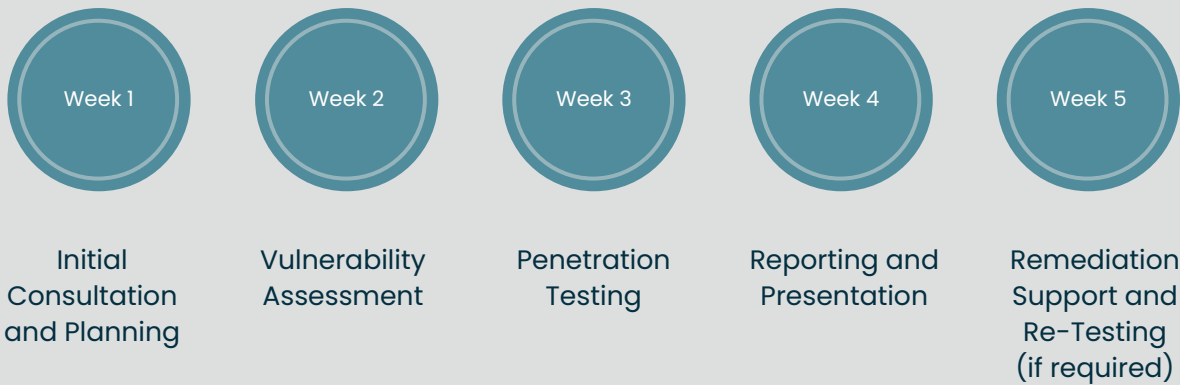 Week 1
Week 2
Week 3
Week 4
Week 5
Initial
Consultation
and Planning
Vulnerability
Assessment
Penetration
Testing
Reporting and
Presentation
Remediation
Support and
Re-Testing
(if required)